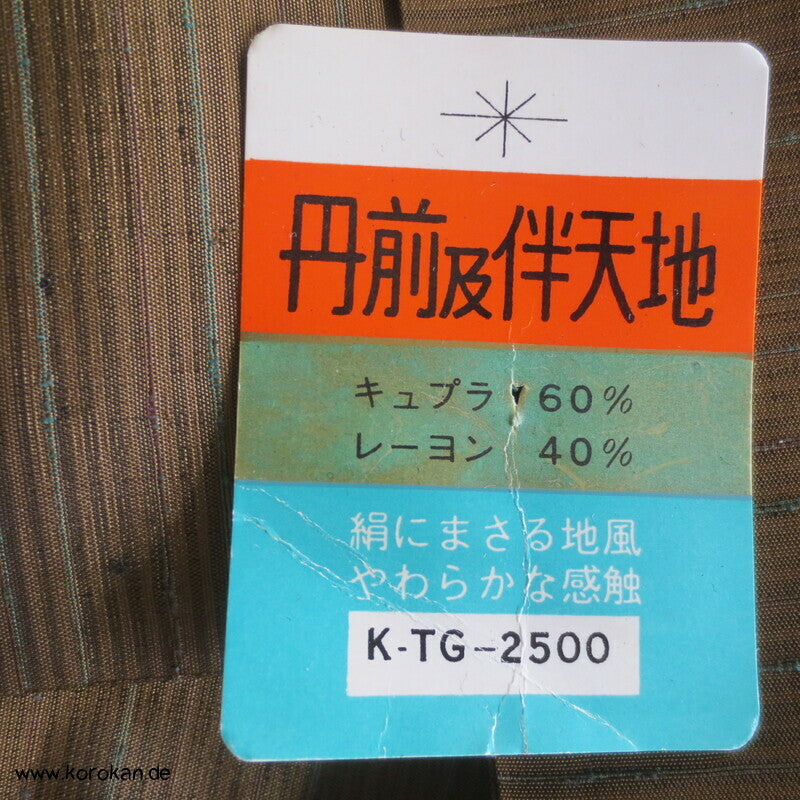 丹前及伴天地
キュプラ 60%
レーヨン 40%
絹にまさる地風
やわらかな感触
K-TG-2500
www.korokan.de